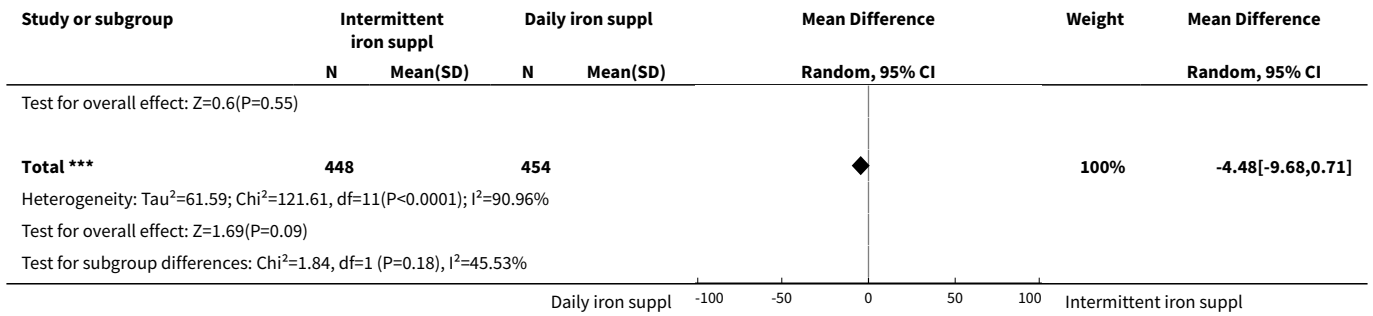 Study or subgroup Intermittent iron suppl Daily iron suppl Mean Difference Weight Mean Difference
N Mean(SD) N Mean(SD) Random, 95% CI Random, 95% CI
Test for overall effect: Z=0.6(P=0.55)
Total *** 448 454 100% -4.48[-9.68,0.71]
Heterogeneity: Tau²=61.59; Chi²=121.61, df=11(P<0.0001); I²=90.96%
Test for overall effect: Z=1.69(P=0.09)
Test for subgroup differences: Chi²=1.84, df=1 (P=0.18), I²=45.53%
Daily iron suppl -100 -50 0 50 100 Intermittent iron suppl